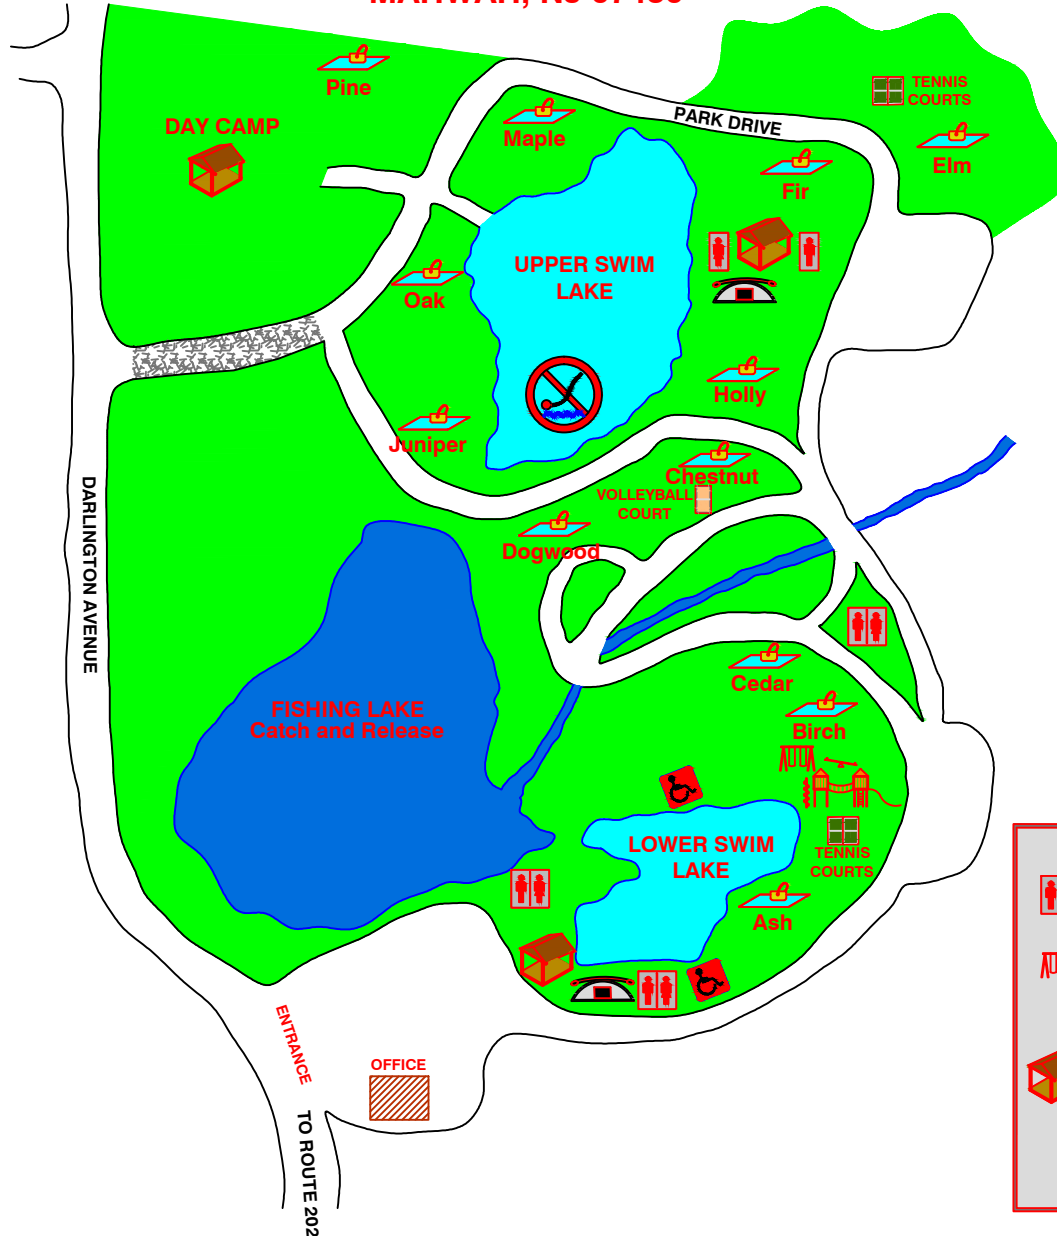 Pine
TENNIS
COURTS
DAY CAMP
Maple
PARK DRIVE
Elm
Fir
UPPER SWIM
LAKE
Oak
Holly
Juniper
Chestnut
VOLLEYBALL
COURT
DARLINGTON AVENUE
Dogwood
Cedar
FISHING LAKE
Catch and Release
Birch
LOWER SWIM
LAKE
TENNIS
COURTS
Ash
ENTRANCE
OFFICE
TO ROUTE 202